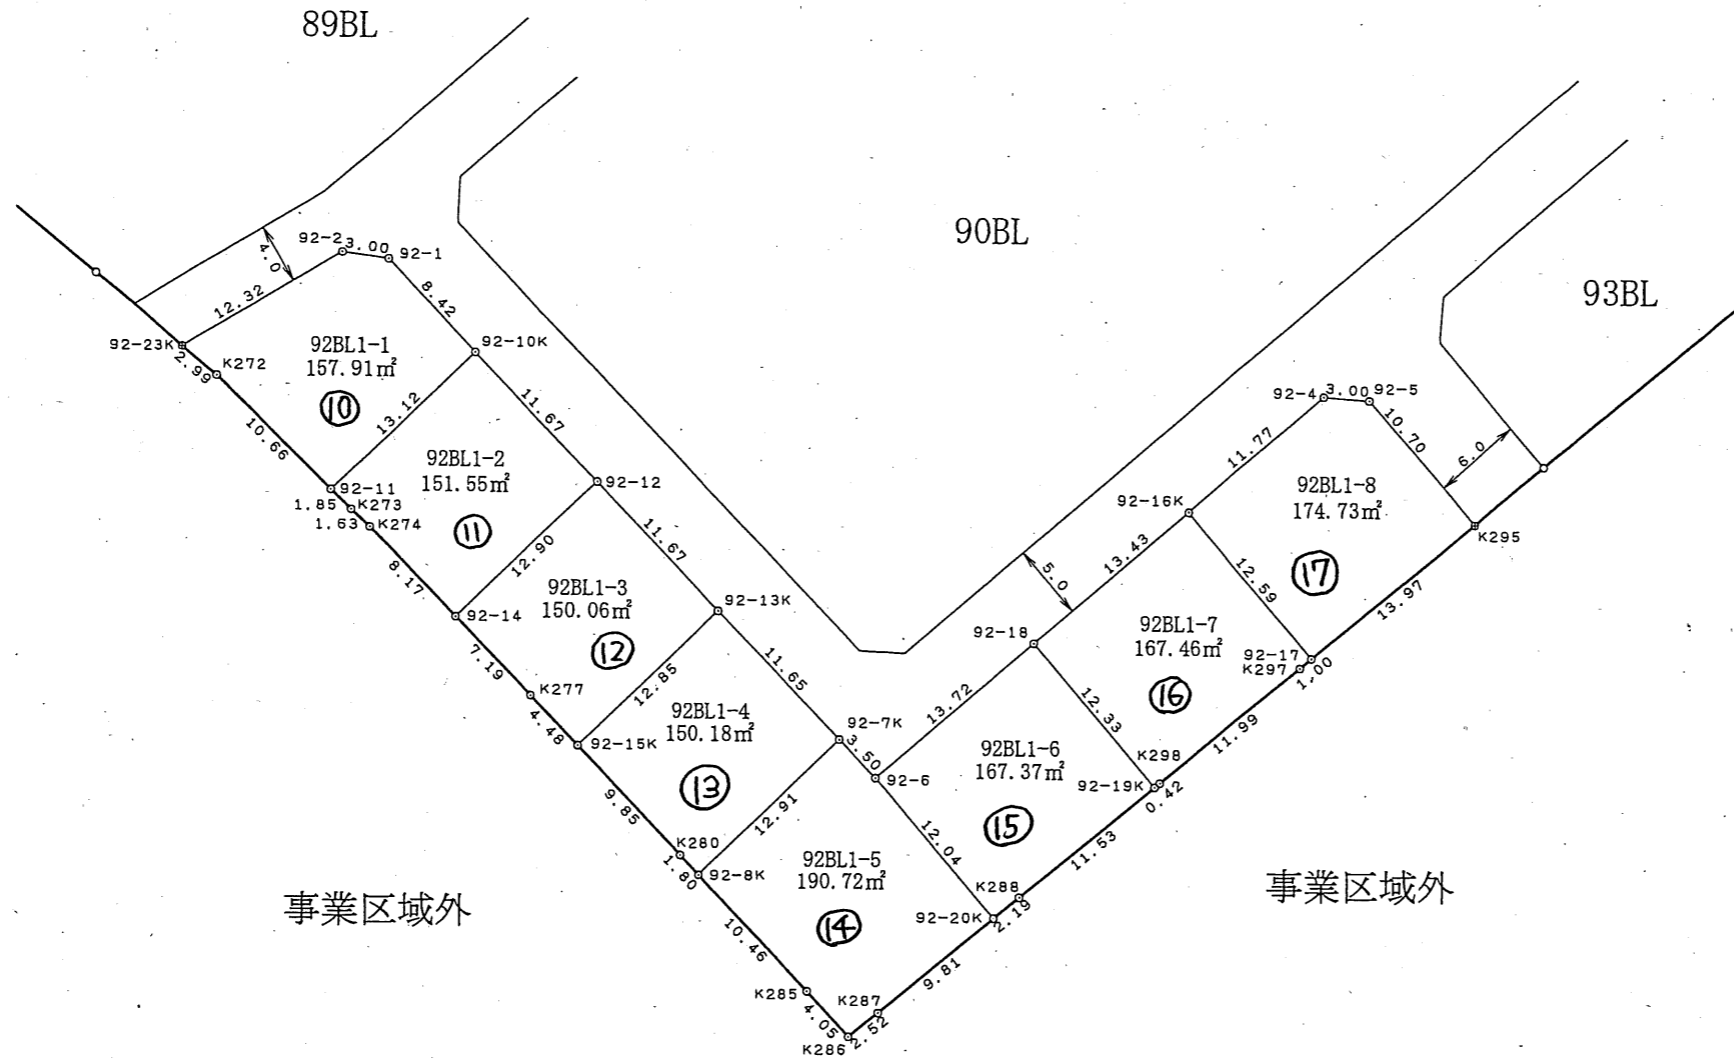 89BL
90BL
93BL
92-2
3.00
92-1
4.0
12.32
8.42
92-23K
2.99
K272
92BL1-1
157.91㎡
⑩
92-10K
10.66
13.12
11.67
92-11
1.85
K273
1.63
K274
92BL1-2
151.55㎡
⑪
92-12
8.17
12.90
11.67
92-14
92BL1-3
150.06㎡
⑫
92-13K
7.19
K277
4.48
12.85
11.65
92-15K
92BL1-4
150.18㎡
⑬
92-7K
3.50
92-6
9.85
K280
1.80
12.91
92-8K
92BL1-5
190.72㎡
⑭
12.04
10.46
K285
4.05
K286
2.52
K287
9.81
92-20K
2.19
K288
13.72
92BL1-6
167.37㎡
⑮
11.53
92-18
12.33
92-19K
0.42
K298
5.0
13.43
92BL1-7
167.46㎡
⑯
11.99
92-16K
12.59
92-17
K297
1.00
11.77
92-4
3.00
92-5
10.70
6.0
92BL1-8
174.73㎡
⑰
13.97
K295
事業区域外
事業区域外